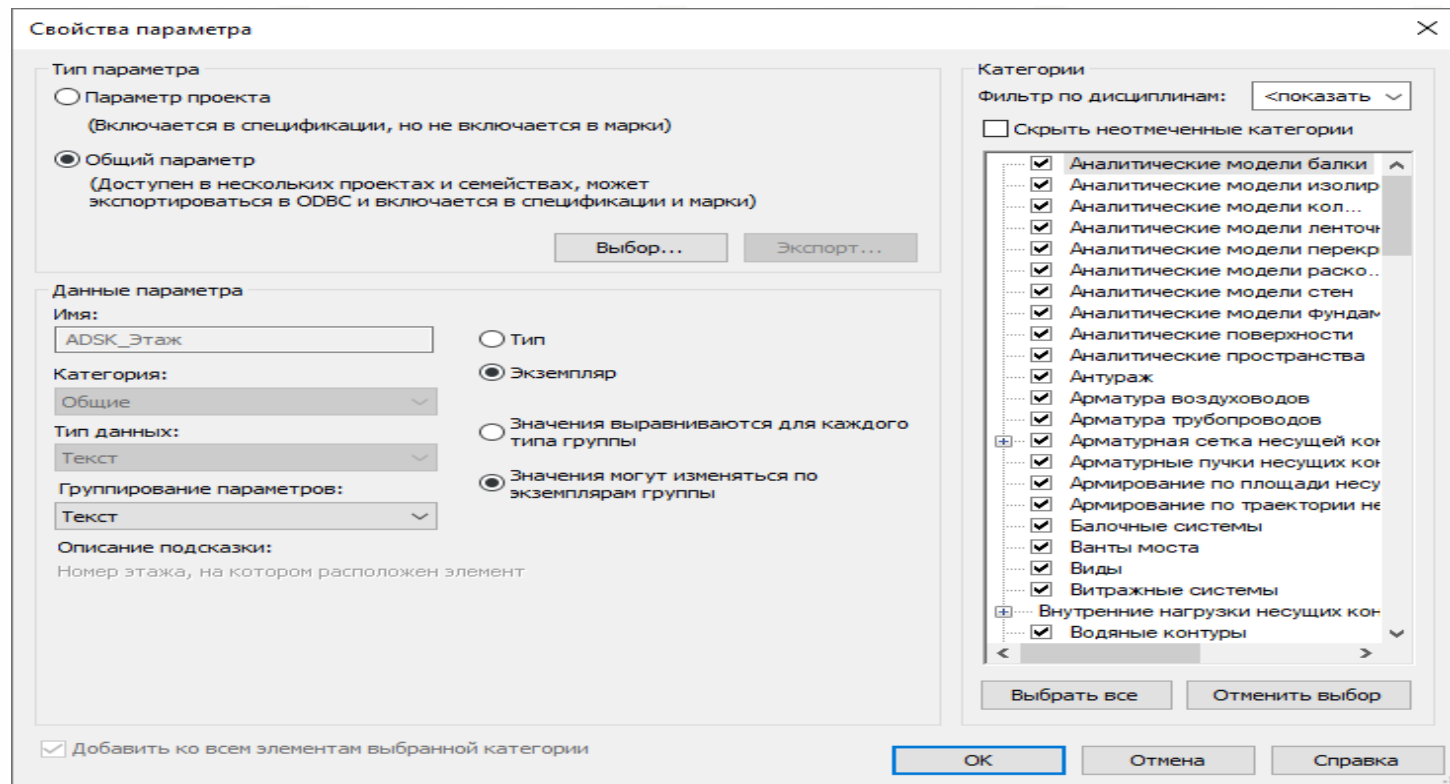 Свойства параметра
Тип параметра
Параметр проекта
(Включается в спецификации, но не включается в марки)
Общий параметр
(Доступен в нескольких проектах и семействах, может
экспортироваться в ODBC и включается в спецификации и марки)
Выбор...
Экспорт...
Данные параметра
Имя:
ADSK_Этаж
Категория:
Общие
Тип данных:
Текст
Группирование параметров:
Текст
Описание подсказки:
Номер этажа, на котором расположен элемент
Тип
Экземпляр
Значения выравниваются для каждого
типа группы
Значения могут изменяться по
экземплярам группы
Добавить ко всем элементам выбранной категории
Категории
Фильтр по дисциплинам:
<показать
Скрыть неотмеченные категории
Аналитические модели балки
Аналитические модели изолир
Аналитические модели кол...
Аналитические модели ленточн
Аналитические модели перекр
Аналитические модели раско...
Аналитические модели стен
Аналитические модели фундам
Аналитические поверхности
Аналитические пространства
Антураж
Арматура воздуховодов
Арматура трубопроводов
Арматурная сетка несущей кон
Арматурные пучки несущих кон
Армирование по площади несу
Армирование по траектории не
Балочные системы
Ванты моста
Виды
Витражные системы
Внутренние нагрузки несущих кон
Водяные контуры
Выбрать все
Отменить выбор
OK
Отмена
Справка